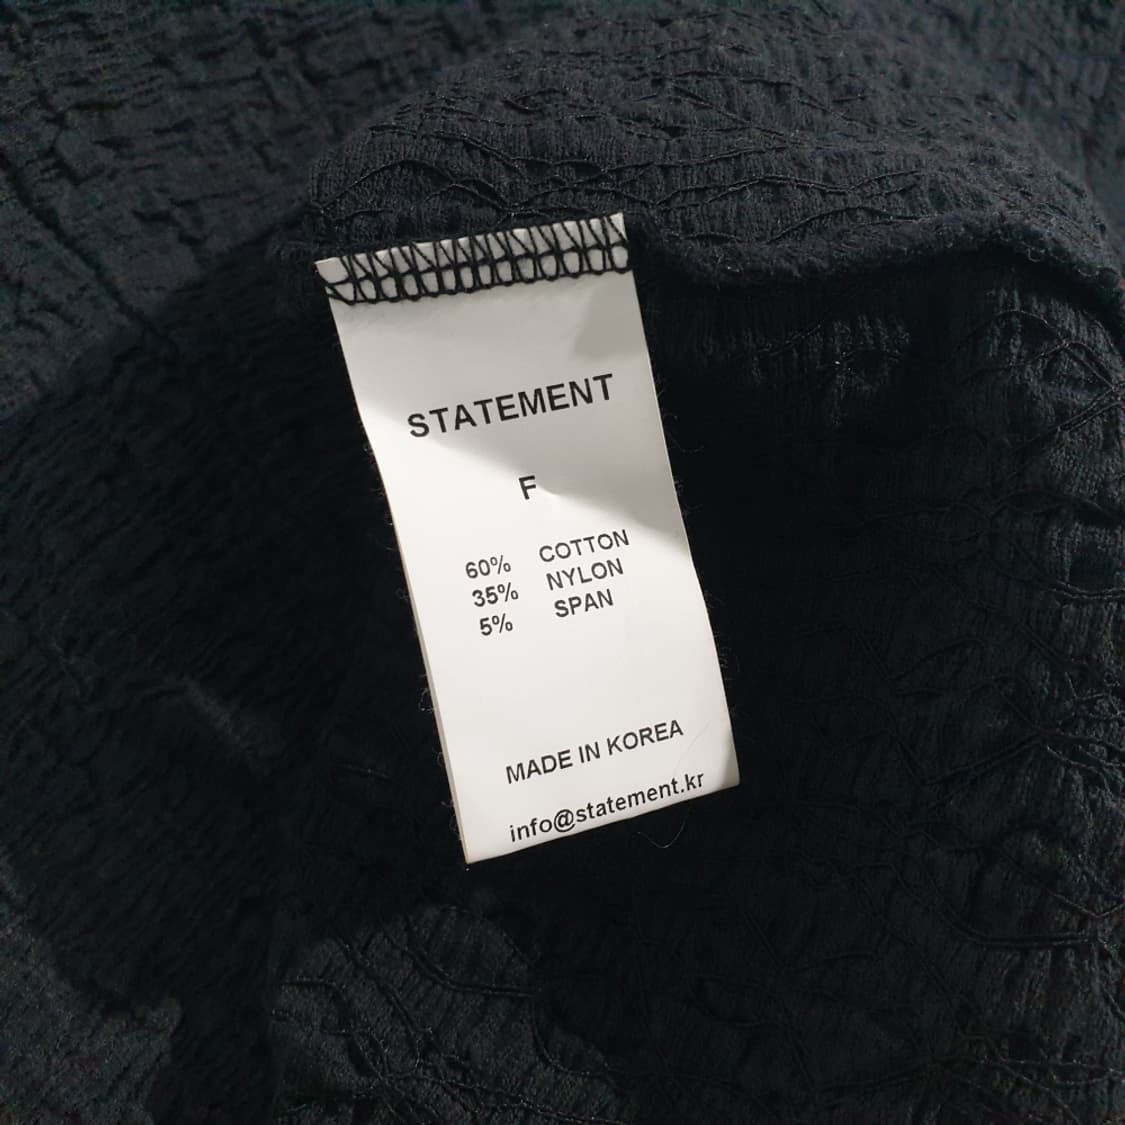 STATEMENT
F
60% COTTON
35% NYLON
5% SPAN
MADE IN KOREA
info@statement.kr